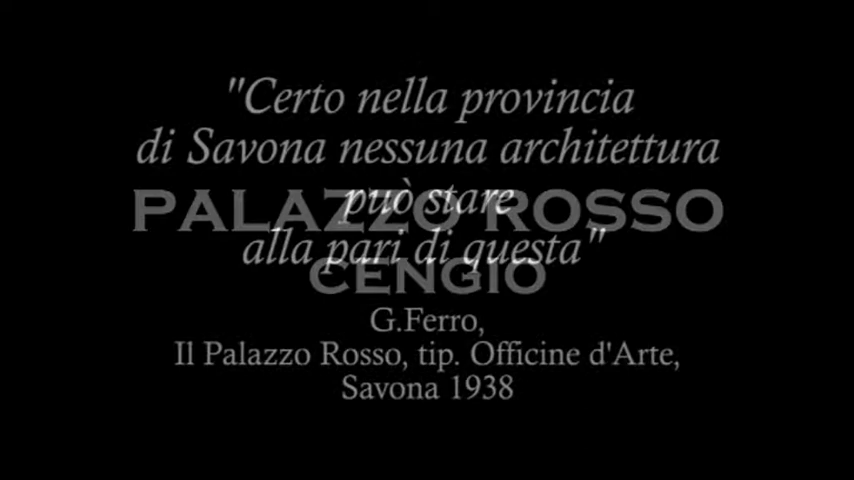 "Certo nella provincia
di Savona nessuna architettura
può stare
PALAZZO ROSSO
alla pari di questa"
CENGIO
G.Ferro,
Il Palazzo Rosso, tip. Officine d'Arte,
Savona 1938